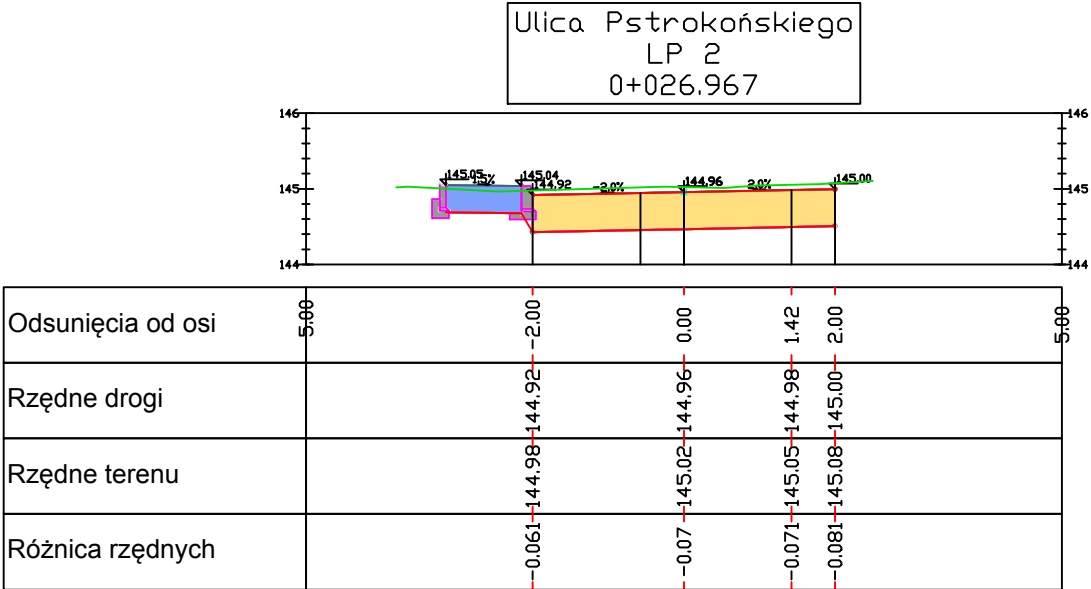 Ulica Pstrokońskiego
LP 2
0+026.967
146 146
145.05 1.5% 145.04
144.92 -2.0% 144.96 2.0% 145.00
145 145
144 144
Odsunięcia od osi 5.00 -2.00 0.00 1.42 2.00 5.00
Rzędne drogi 144.92 144.96 144.98 145.00
Rzędne terenu 144.98 145.02 145.05 145.08
Różnica rzędnych -0.061 -0.07 -0.071 -0.081